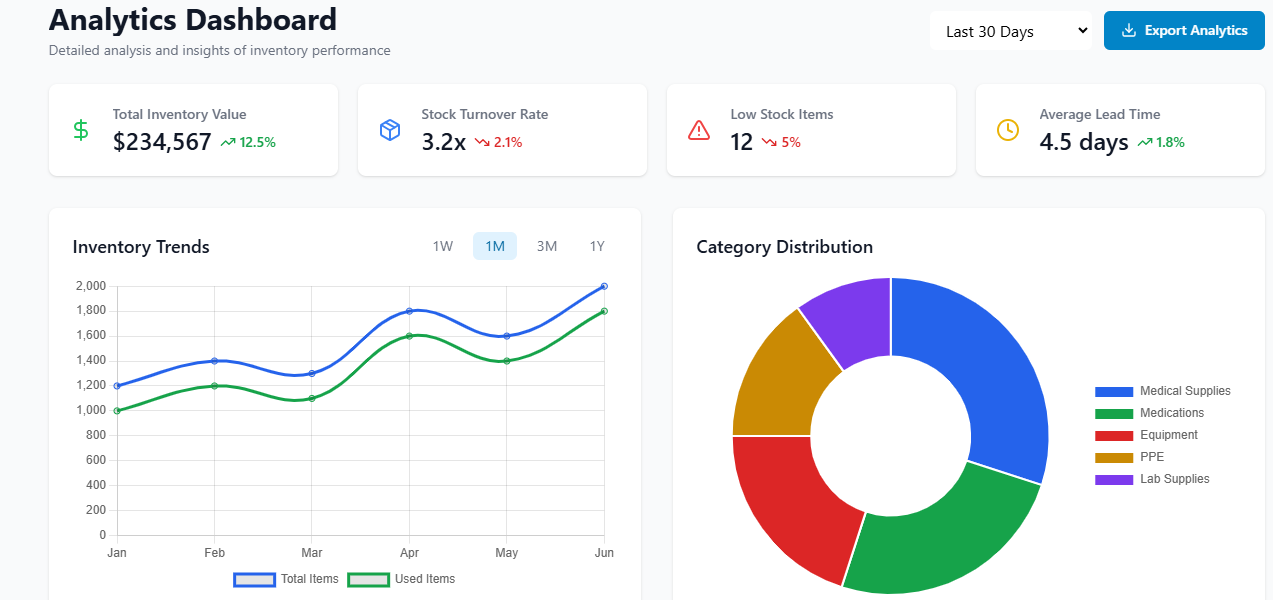 Analytics Dashboard
Detailed analysis and insights of inventory performance
Last 30 Days
Export Analytics
Total Inventory Value
$234,567 12.5%
Stock Turnover Rate
3.2x 2.1%
Low Stock Items
12 5%
Average Lead Time
4.5 days 1.8%
Inventory Trends
1W 1M 3M 1Y
2,000
1,800
1,600
1,400
1,200
1,000
800
600
400
200
0
Jan Feb Mar Apr May Jun
Total Items Used Items
Category Distribution
Medical Supplies
Medications
Equipment
PPE
Lab Supplies